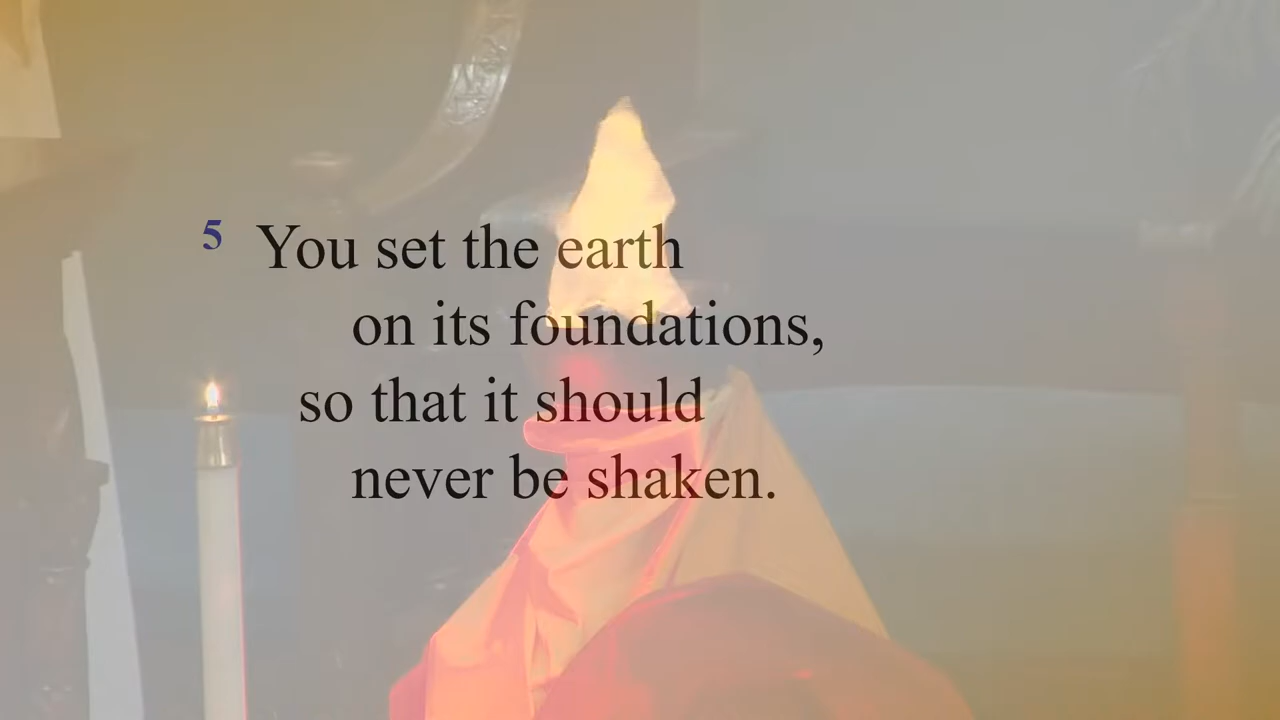 5 You set the earth
on its foundations,
so that it should
never be shaken.